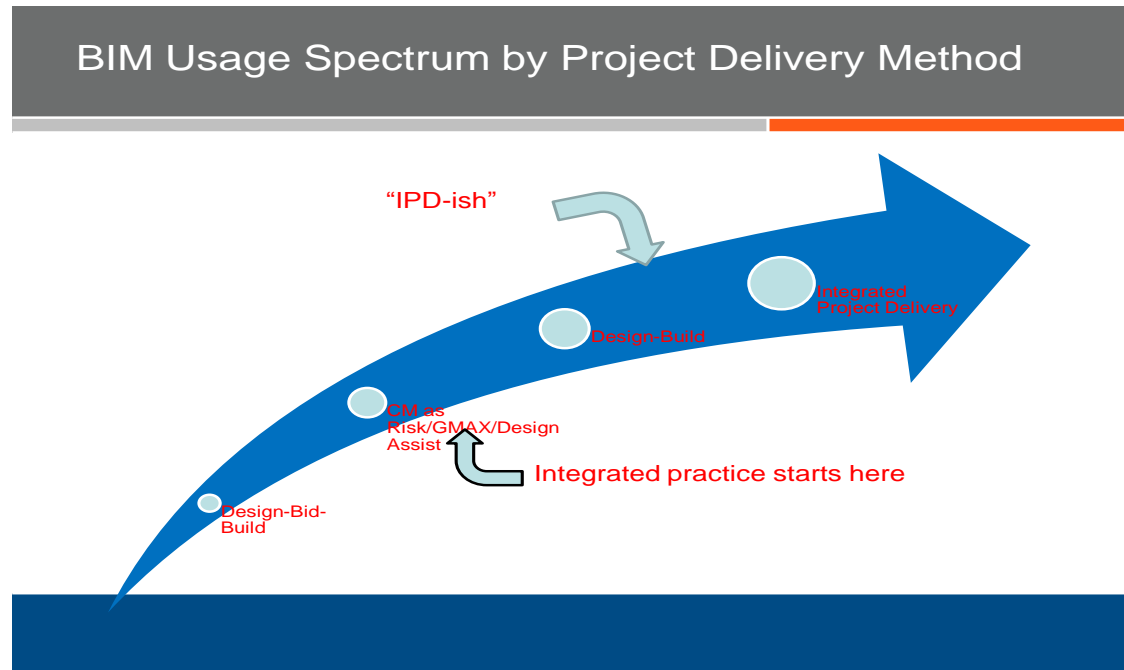 BIM Usage Spectrum by Project Delivery Method
“IPD-ish”
Integrated
Project Delivery
Design-Build
CM as
Risk/GMAX/Design
Assist
Integrated practice starts here
Design-Bid-
Build